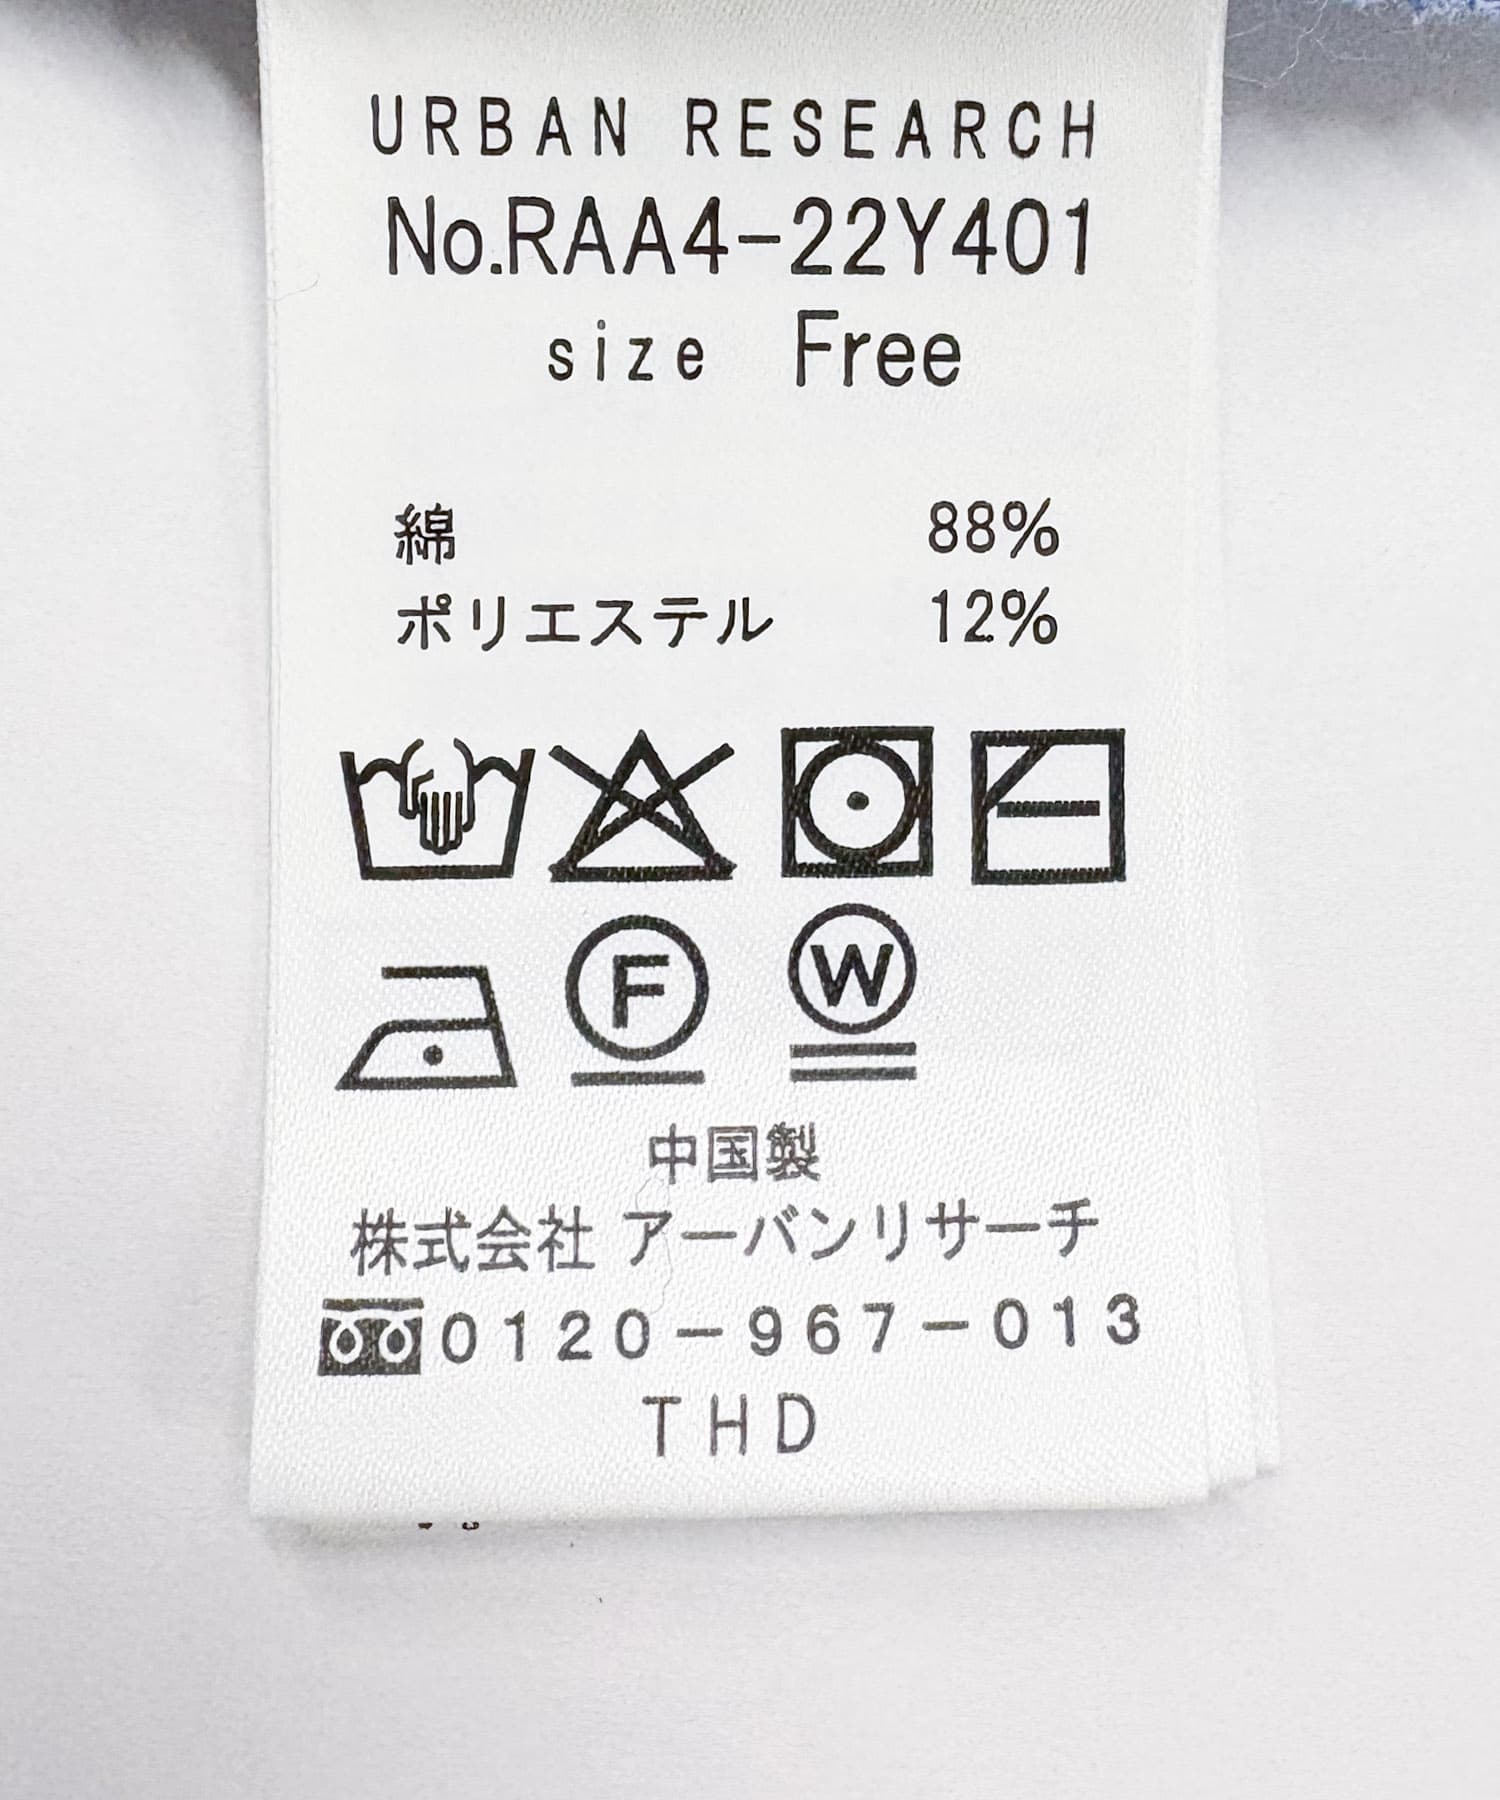 URBAN RESEARCH
No.RAA4-22Y401
size Free
綿 88%
ポリエステル 12%
F W
中国製
株式会社 アーバンリサーチ
0120-967-013
THD